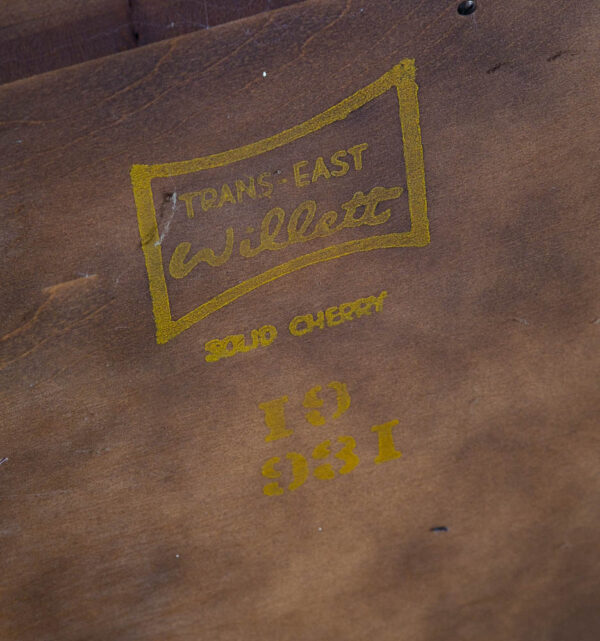 TRANS-EAST
Willett
SOLID CHERRY
19
931